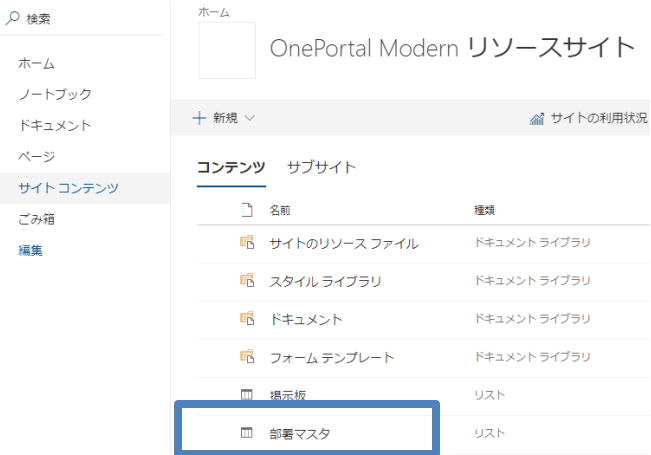 検索
ホーム
ノートブック
ドキュメント
ページ
サイト コンテンツ
ごみ箱
編集
ホーム
OnePortal Modern リソースサイト
新規
サイトの利用状況
コンテンツ サブサイト
名前 種類
サイトのリソース ファイル ドキュメント ライブラリ
スタイル ライブラリ ドキュメント ライブラリ
ドキュメント ドキュメント ライブラリ
フォーム テンプレート ドキュメント ライブラリ
掲示板 リスト
部署マスタ リスト